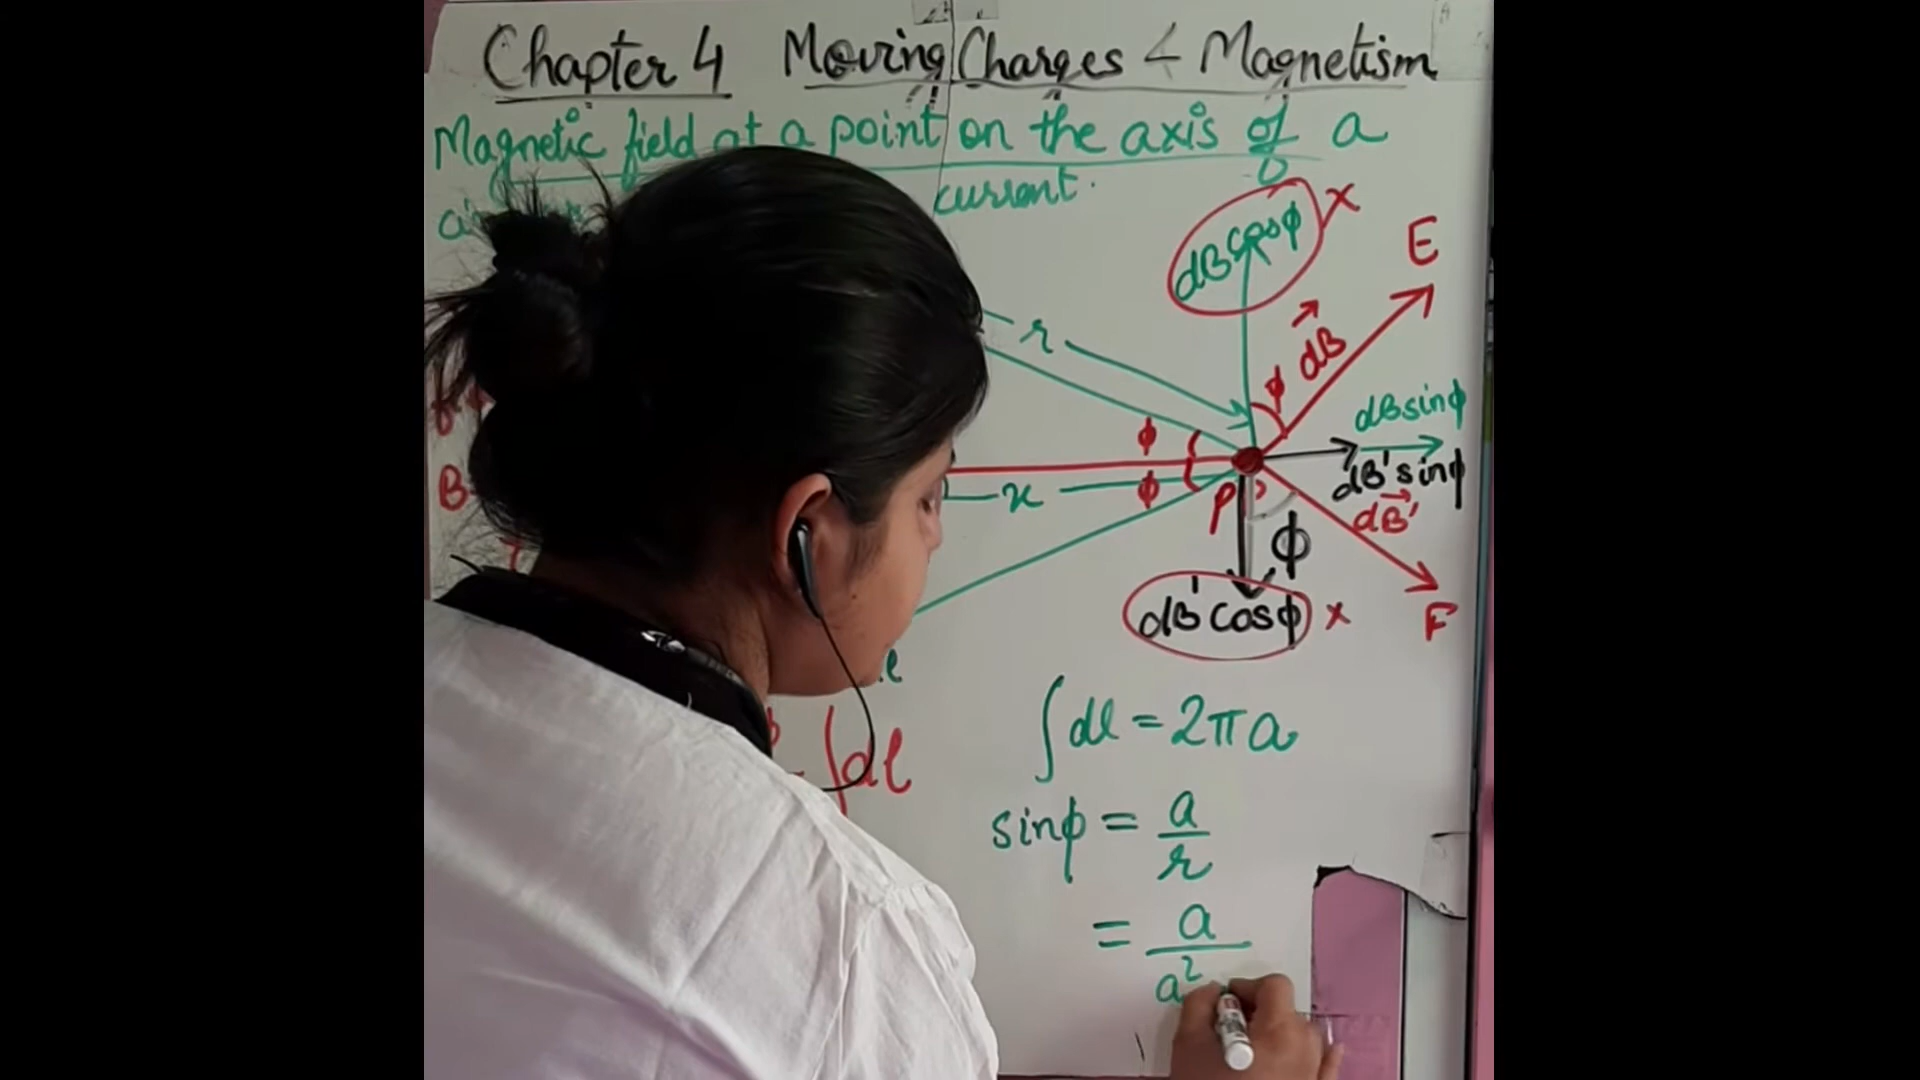 Chapter 4 Moving Charges & Magnetism
Magnetic field at a point on the axis of a
current.
dB cosφ x
E
r
φ dB
dB sinφ
φ
B
x
φ
P
dB' sinφ
dB'
φ
dB' cosφ x
F
∫dl = 2πa
∫dl
sinφ = a/r
= a/a²